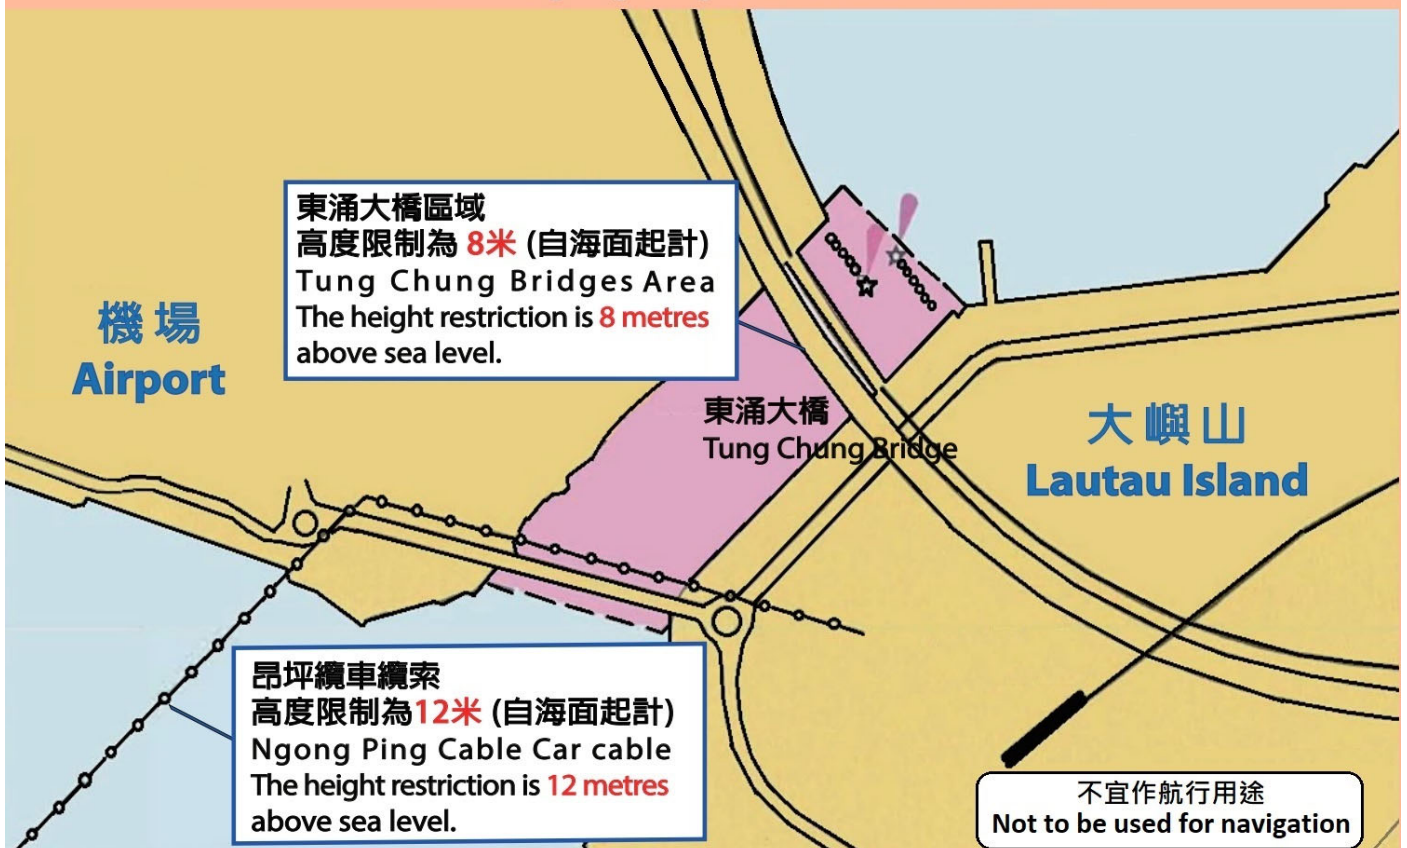 東涌大橋區域
高度限制為 8米 (自海面起計)
Tung Chung Bridges Area
The height restriction is 8 metres
above sea level.
機場
Airport
東涌大橋
Tung Chung Bridge
大嶼山
Lautau Island
昂坪纜車纜索
高度限制為12米 (自海面起計)
Ngong Ping Cable Car cable
The height restriction is 12 metres
above sea level.
不宜作航行用途
Not to be used for navigation